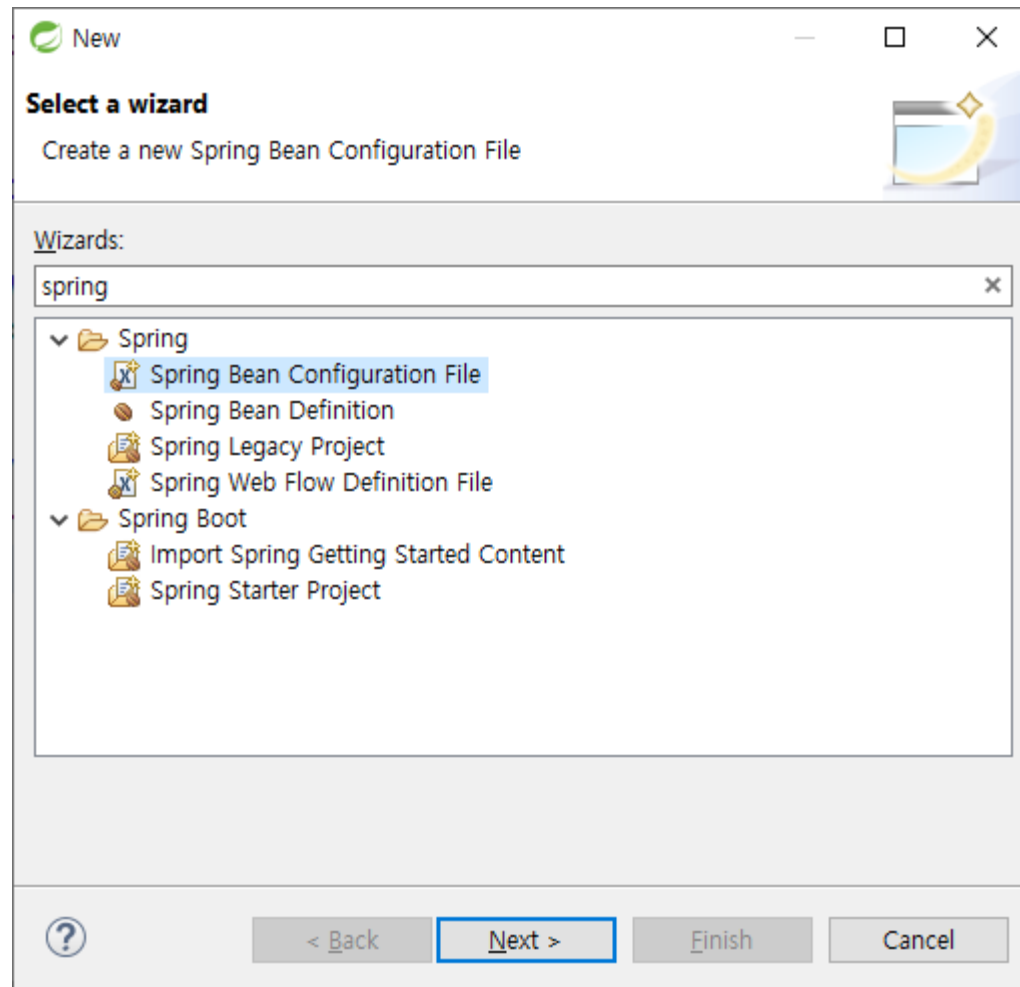 New
Select a wizard
Create a new Spring Bean Configuration File
Wizards:
spring
Spring
Spring Bean Configuration File
Spring Bean Definition
Spring Legacy Project
Spring Web Flow Definition File
Spring Boot
Import Spring Getting Started Content
Spring Starter Project
?
< Back
Next >
Finish
Cancel